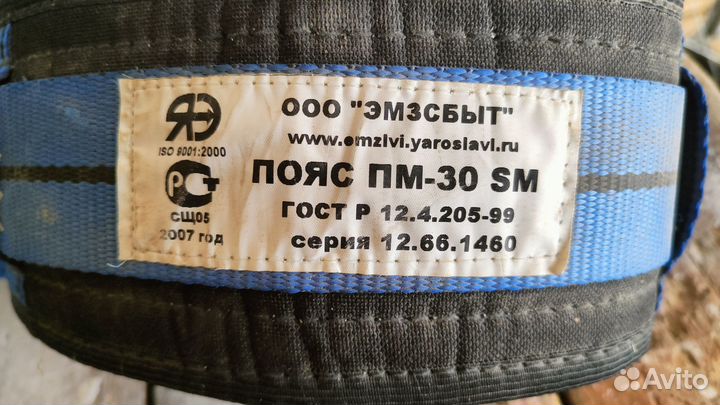 ЯЭ
ISO 9001:2000
РСТ
СЩ05
2007 год
ООО "ЭМЗСБЫТ"
www.emzlvi.yaroslavl.ru
ПОЯС ПМ-30 SM
ГОСТ Р 12.4.205-99
серия 12.66.1460
Avito